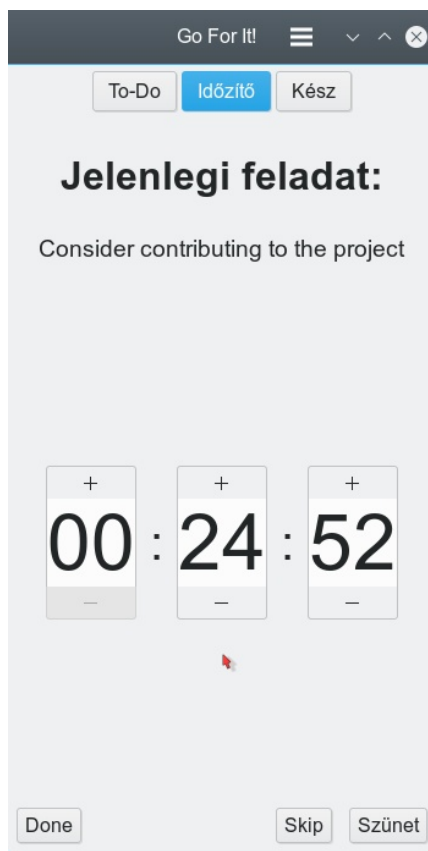 Go For It!
To-Do Időzítő Kész
Jelenlegi feladat:
Consider contributing to the project
+ + +
00 : 24 : 52
− − −
Done Skip Szünet